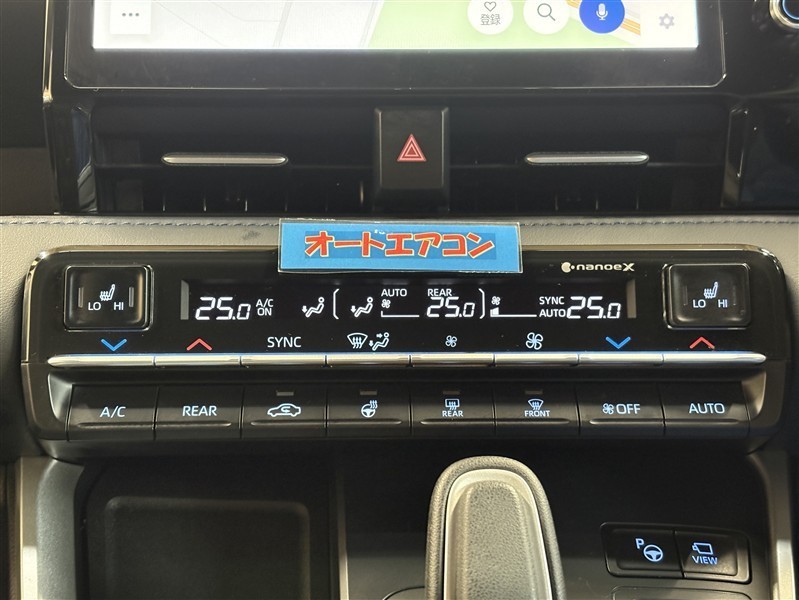 登録
オートエアコン
nanoeX
LO HI
25.0 A/C ON
AUTO REAR 25.0
SYNC AUTO 25.0
LO HI
SYNC
A/C REAR
REAR
FRONT
OFF AUTO
P
VIEW